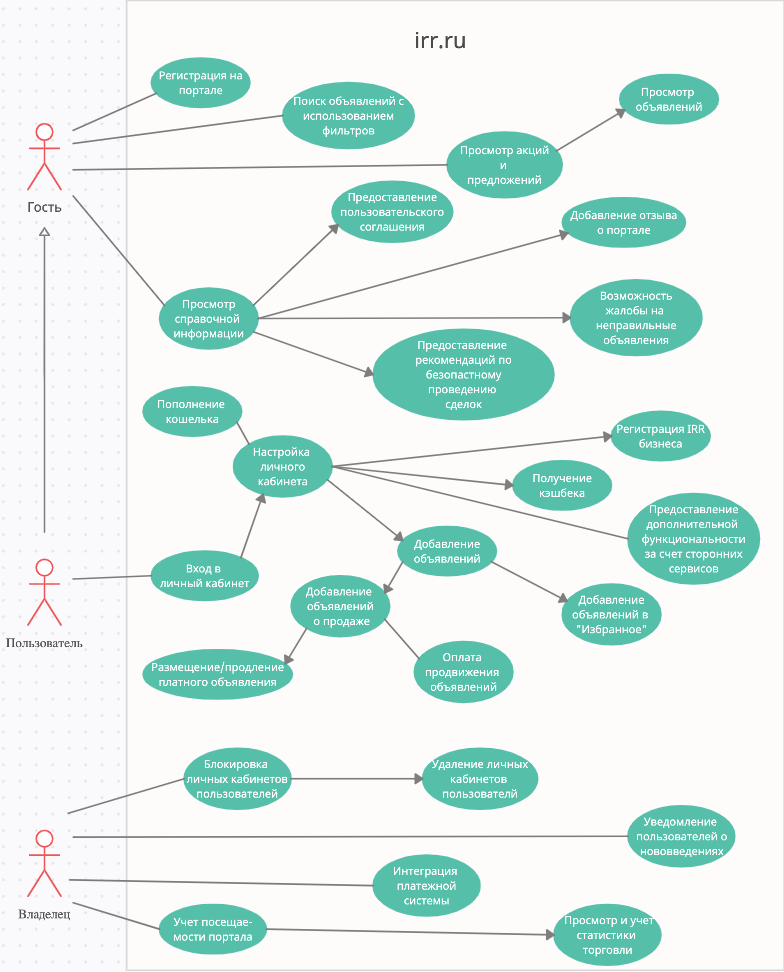 irr.ru
Регистрация на
портале
Поиск объявлений с
использованием
фильтров
Просмотр
объявлений
Просмотр акций
и
предложений
Гость
Предоставление
пользовательского
соглашения
Добавление отзыва
о портале
Просмотр
справочной
информации
Возможность
жалобы на
неправильные
объявления
Предоставление
рекомендаций по
безопастному
проведению
сделок
Пополнение
кошелька
Регистрация IRR
бизнеса
Настройка
личного
кабинета
Получение
кэшбека
Предоставление
дополнительной
функциональности
за счет сторонних
сервисов
Добавление
объявлений
Вход в
личный кабинет
Пользователь
Добавление
объявлений
о продаже
Добавление
объявлений в
"Избранное"
Размещение/продление
платного объявления
Оплата
продвижения
объявлений
Блокировка
личных кабинетов
пользователей
Удаление личных
кабинетов
пользователй
Уведомление
пользователей о
нововведениях
Интеграция
платежной
системы
Владелец
Учет посещае-
мости портала
Просмотр и учет
статистики
торговли